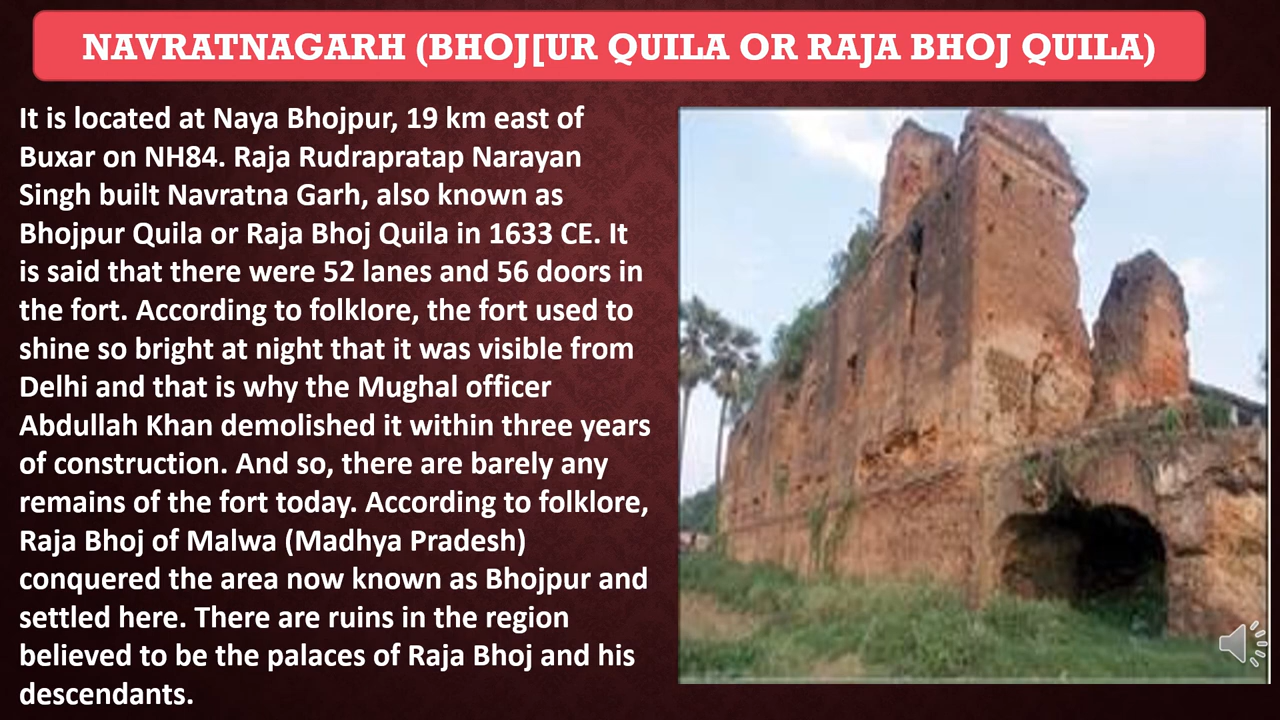 NAVRATNAGARH (BHOJ[UR QUILA OR RAJA BHOJ QUILA)
It is located at Naya Bhojpur, 19 km east of
Buxar on NH84. Raja Rudrapratap Narayan
Singh built Navratna Garh, also known as
Bhojpur Quila or Raja Bhoj Quila in 1633 CE. It
is said that there were 52 lanes and 56 doors in
the fort. According to folklore, the fort used to
shine so bright at night that it was visible from
Delhi and that is why the Mughal officer
Abdullah Khan demolished it within three years
of construction. And so, there are barely any
remains of the fort today. According to folklore,
Raja Bhoj of Malwa (Madhya Pradesh)
conquered the area now known as Bhojpur and
settled here. There are ruins in the region
believed to be the palaces of Raja Bhoj and his
descendants.